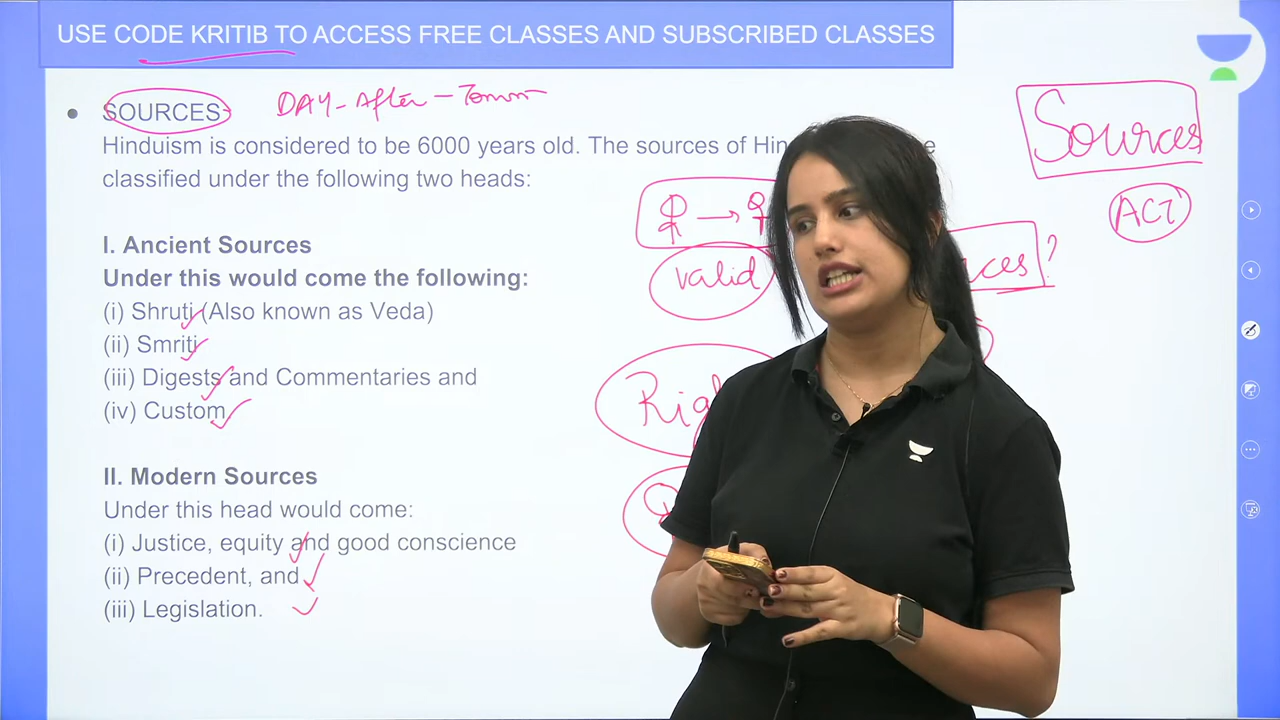 USE CODE KRITIB TO ACCESS FREE CLASSES AND SUBSCRIBED CLASSES
SOURCES-
DAY-After-
Sources
Hinduism is considered to be 6000 years old. The sources of
classified under the following two heads:
ACT
I. Ancient Sources
Under this would come the following:
valid
(i) Shruti (Also known as Veda)
(ii) Smriti
(iii) Digests and Commentaries and
(iv) Custom
II. Modern Sources
Under this head would come:
(i) Justice, equity and good conscience
(ii) Precedent, and
(iii) Legislation.